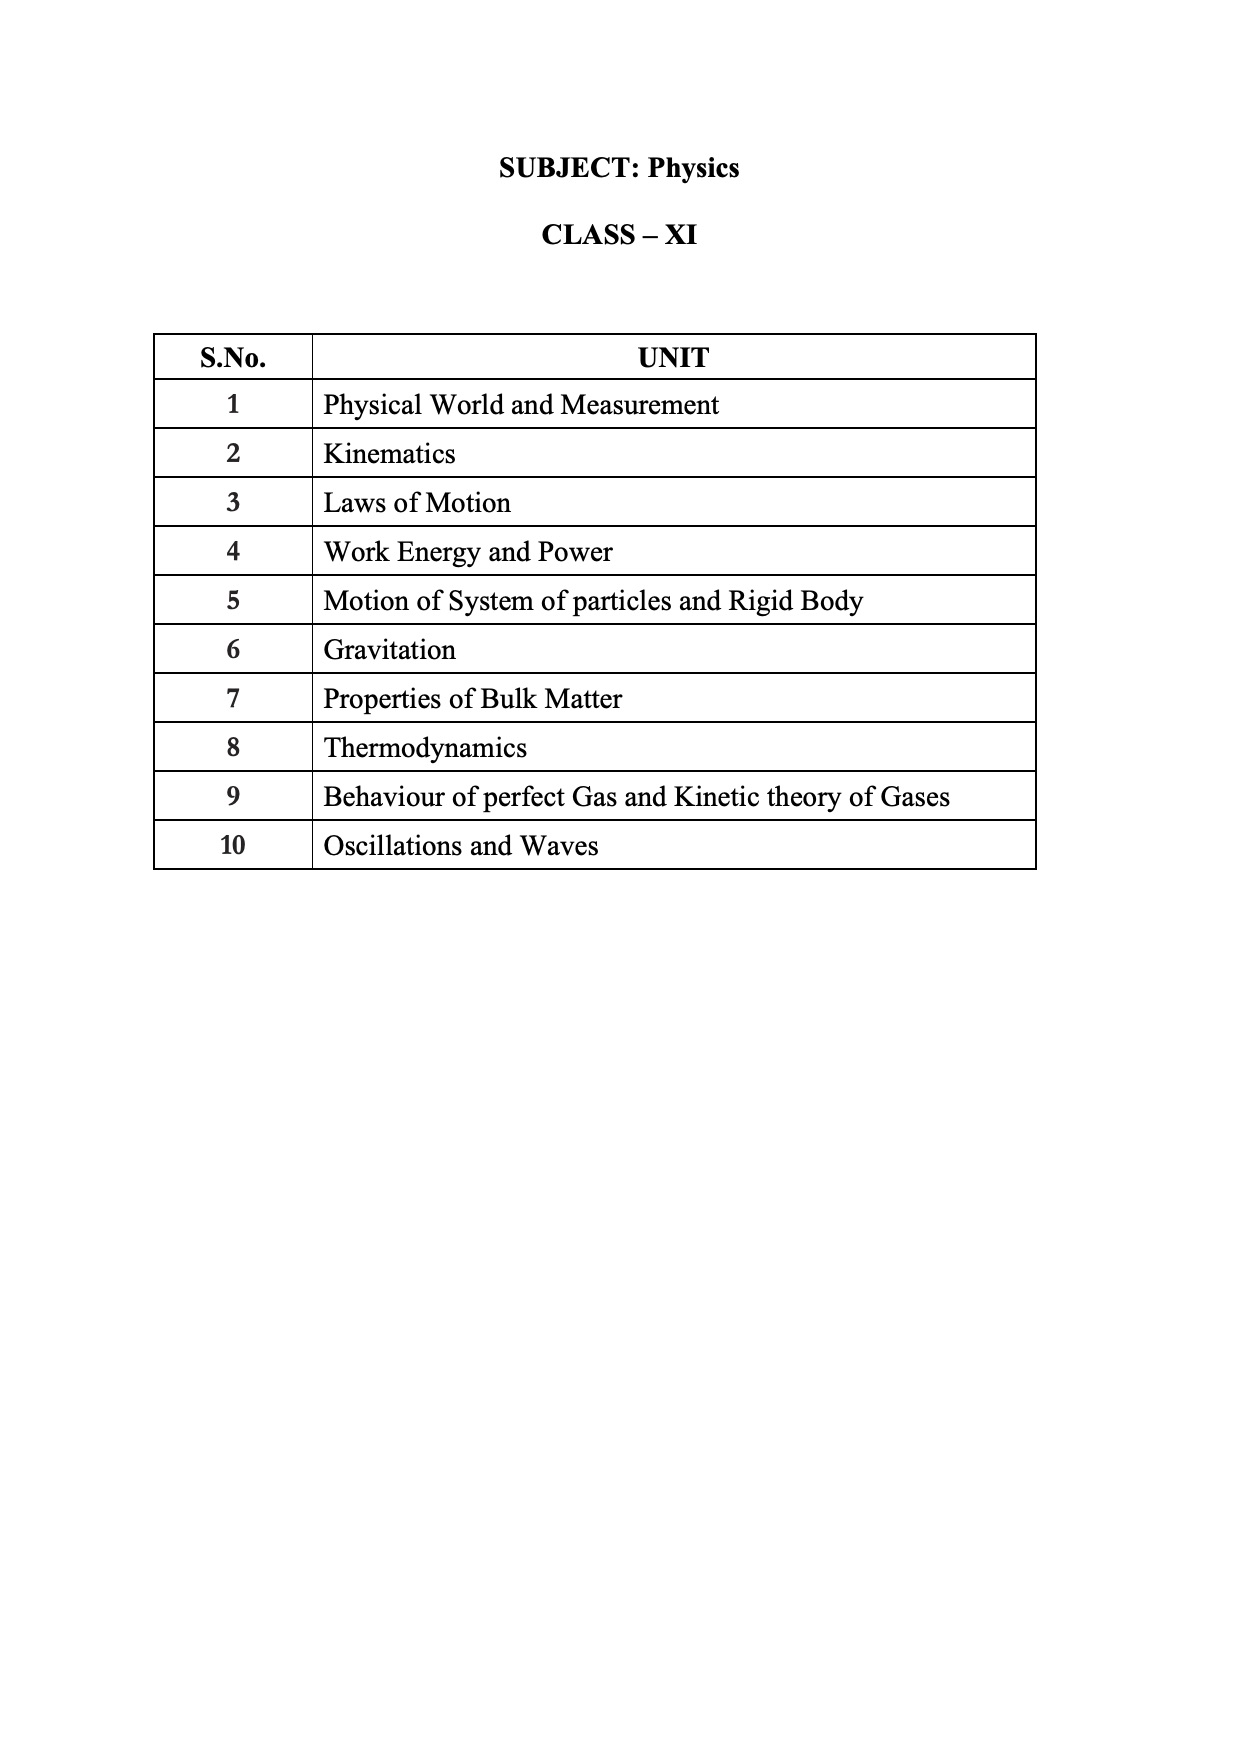 SUBJECT: Physics
CLASS – XI
S.No. UNIT
1 Physical World and Measurement
2 Kinematics
3 Laws of Motion
4 Work Energy and Power
5 Motion of System of particles and Rigid Body
6 Gravitation
7 Properties of Bulk Matter
8 Thermodynamics
9 Behaviour of perfect Gas and Kinetic theory of Gases
10 Oscillations and Waves